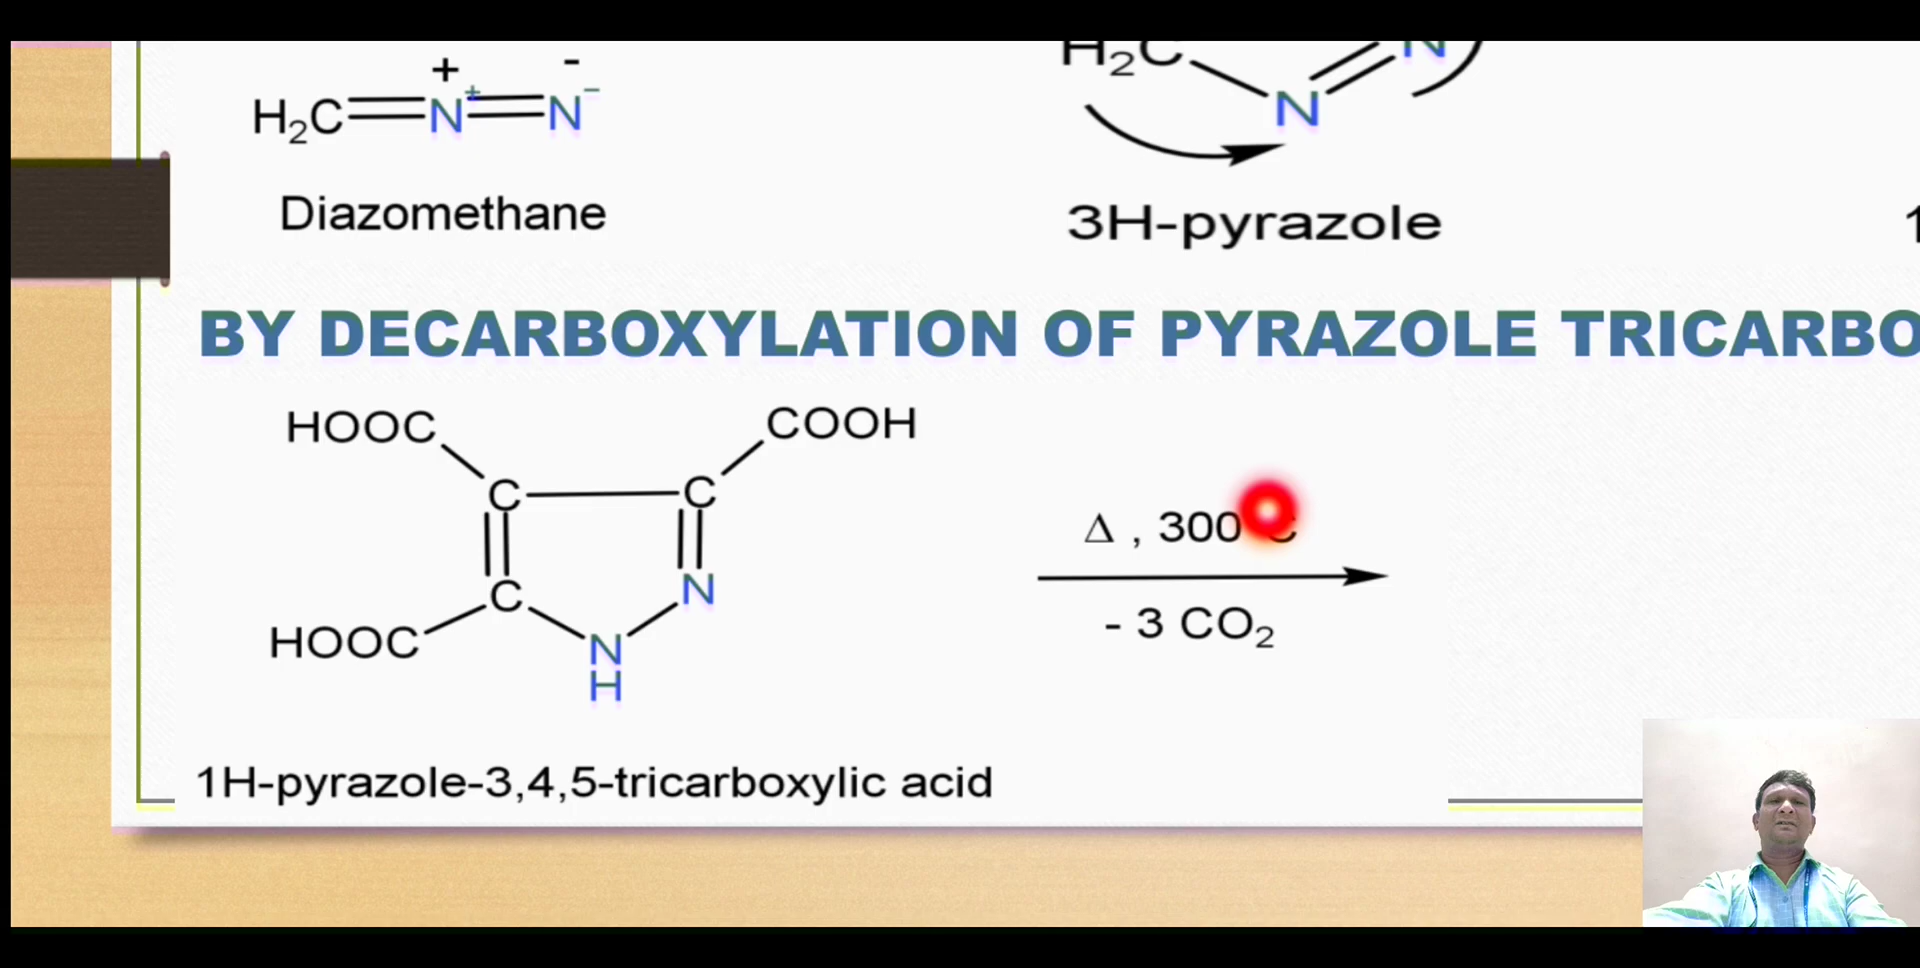 H₂C=N⁺=N⁻
+ -
H₂C N N
Diazomethane
3H-pyrazole
1
BY DECARBOXYLATION OF PYRAZOLE TRICARBO
HOOC COOH
C C
Δ , 300 C
C N
- 3 CO₂
HOOC
N
H
1H-pyrazole-3,4,5-tricarboxylic acid